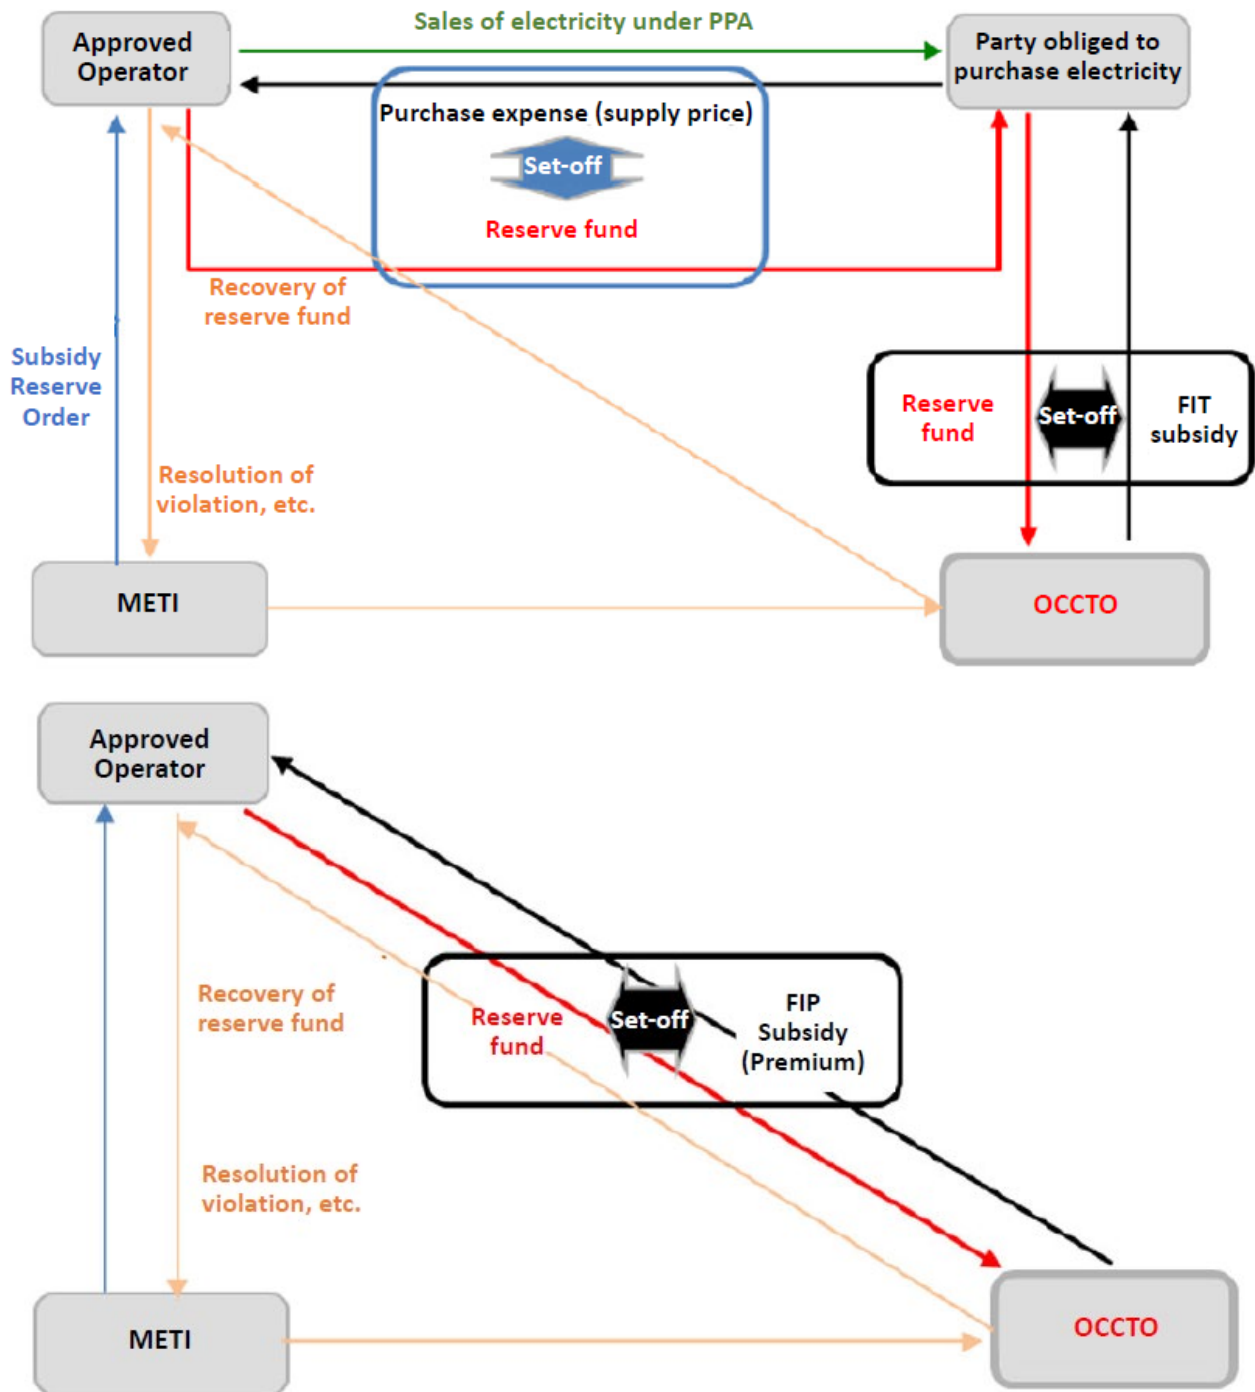 Sales of electricity under PPA
Approved
Operator
Party obliged to
purchase electricity
Purchase expense (supply price)
Set-off
Reserve fund
Recovery of
reserve fund
Subsidy
Reserve
Order
Reserve
fund
Set-off
FIT
subsidy
Resolution of
violation, etc.
METI
OCCTO
Approved
Operator
Recovery of
reserve fund
Reserve
fund
Set-off
FIP
Subsidy
(Premium)
Resolution of
violation, etc.
METI
OCCTO